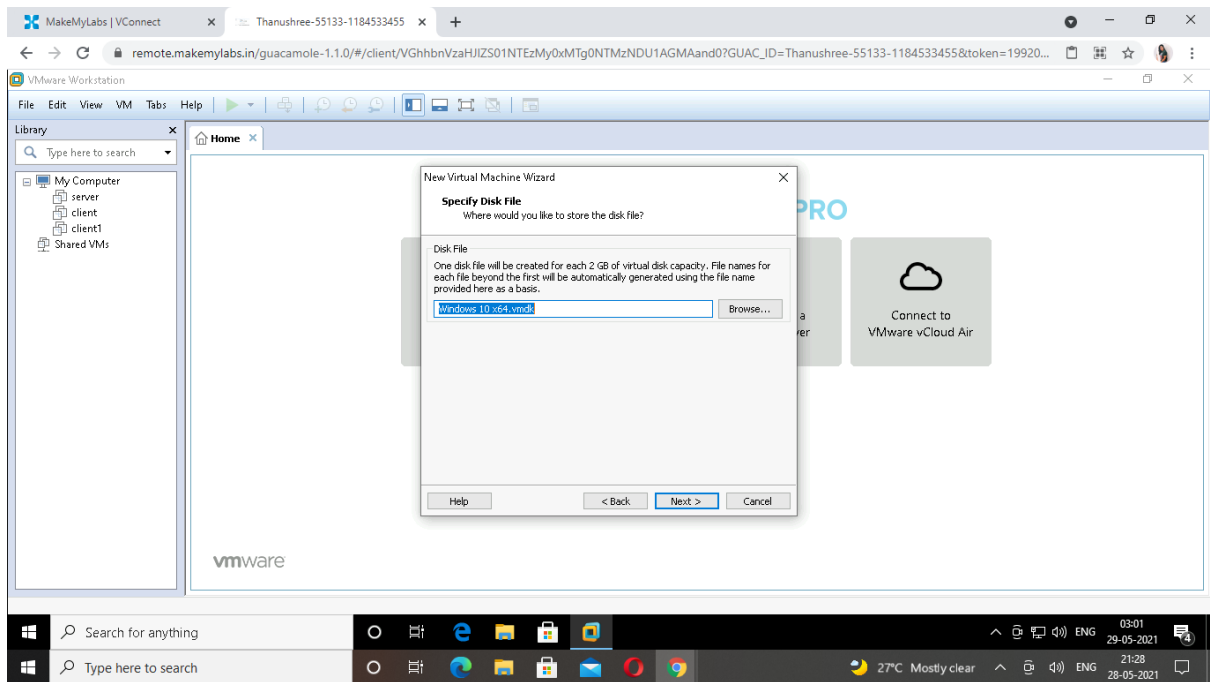 MakeMyLabs | VConnect
Thanushree-55133-1184533455
remote.makemylabs.in/guacamole-1.1.0/#/client/VGhhbnVzaHJlZS01NTEzMy0xMTg0NTMzNDU1AGMAand0?GUAC_ID=Thanushree-55133-1184533455&token=19920...
VMware Workstation
File Edit View VM Tabs Help
Library
Home
Type here to search
My Computer
server
client
client1
Shared VMs
PRO
New Virtual Machine Wizard
Specify Disk File
Where would you like to store the disk file?
Disk File
One disk file will be created for each 2 GB of virtual disk capacity. File names for
each file beyond the first will be automatically generated using the file name
provided here as a basis.
Windows 10 x64.vmdk
Browse...
a
ver
Connect to
VMware vCloud Air
Help
< Back
Next >
Cancel
vmware
Search for anything
ENG
03:01
29-05-2021
4
Type here to search
27°C Mostly clear
ENG
21:28
28-05-2021